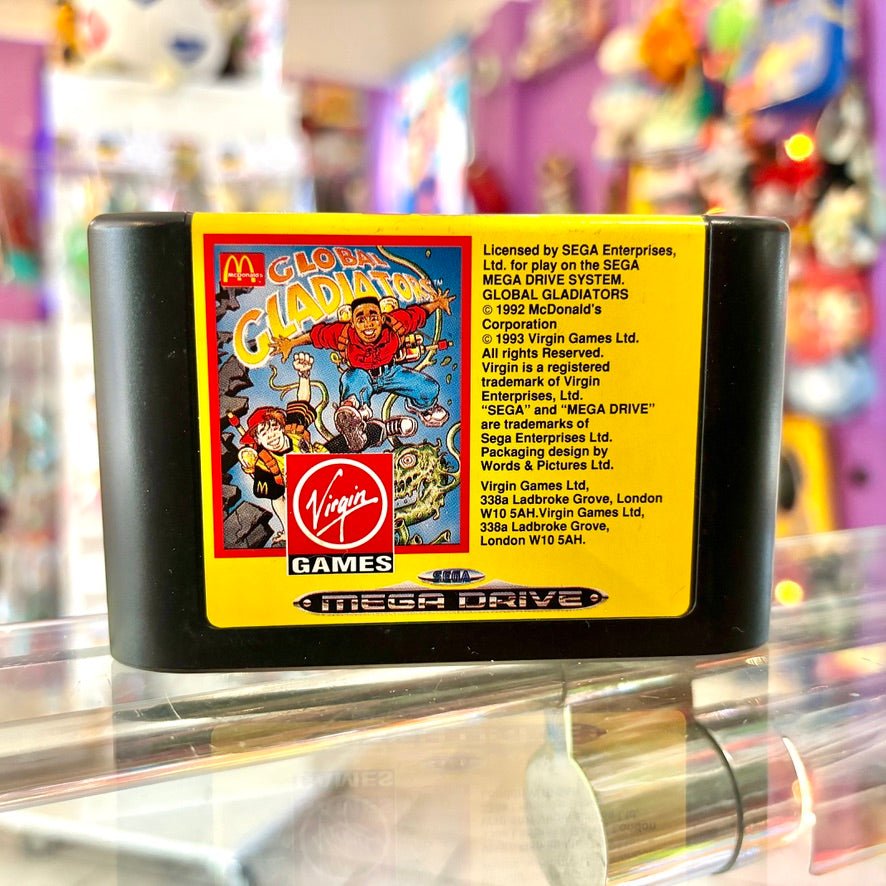 McDonald's
GLOBAL
GLADIATORS™
Virgin
GAMES
Licensed by SEGA Enterprises,
Ltd. for play on the SEGA
MEGA DRIVE SYSTEM.
GLOBAL GLADIATORS
© 1992 McDonald's
Corporation
© 1993 Virgin Games Ltd.
All rights Reserved.
Virgin is a registered
trademark of Virgin
Enterprises, Ltd.
“SEGA” and “MEGA DRIVE”
are trademarks of
Sega Enterprises Ltd.
Packaging design by
Words & Pictures Ltd.
Virgin Games Ltd,
338a Ladbroke Grove, London
W10 5AH.Virgin Games Ltd,
338a Ladbroke Grove,
London W10 5AH.
SEGA
MEGA DRIVE